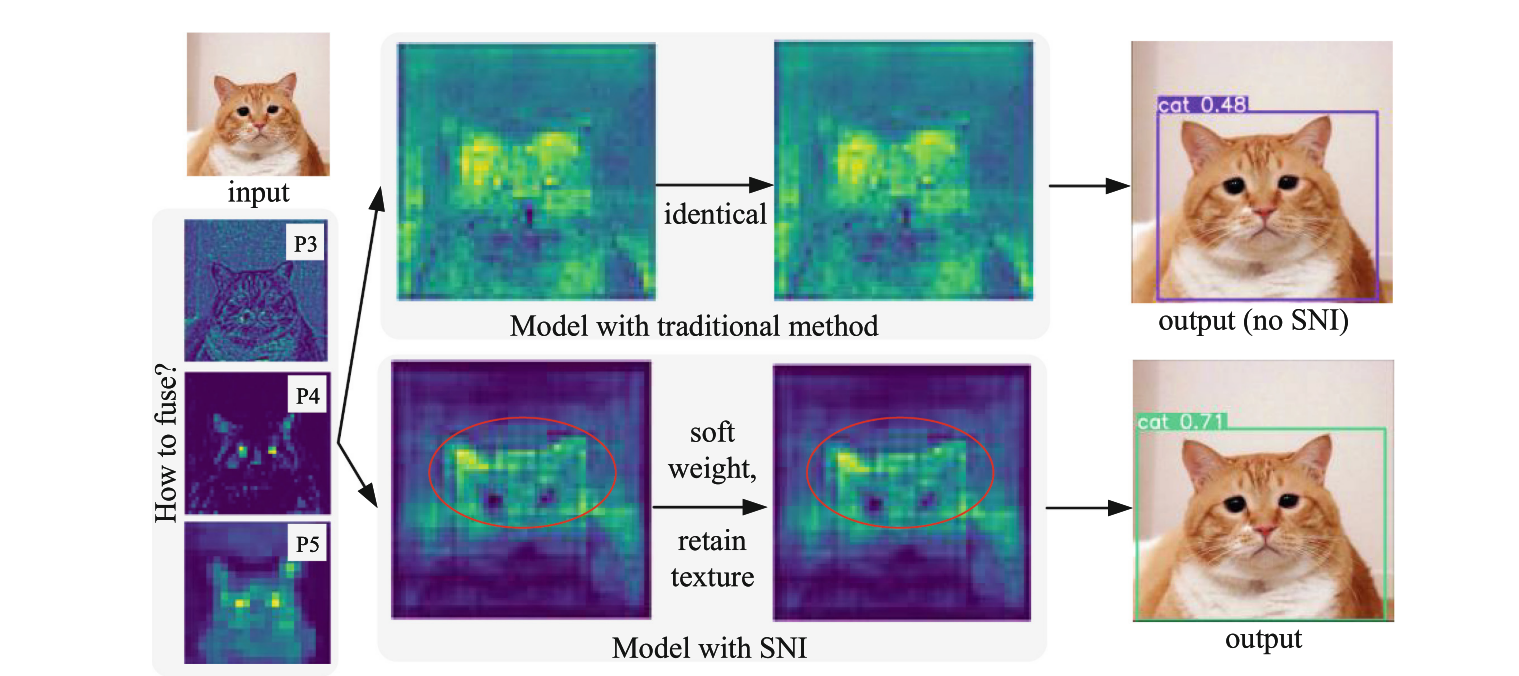 input
P3
P4
P5
How to fuse?
identical
Model with traditional method
cat 0.48
output (no SNI)
soft
weight,
retain
texture
Model with SNI
cat 0.71
output